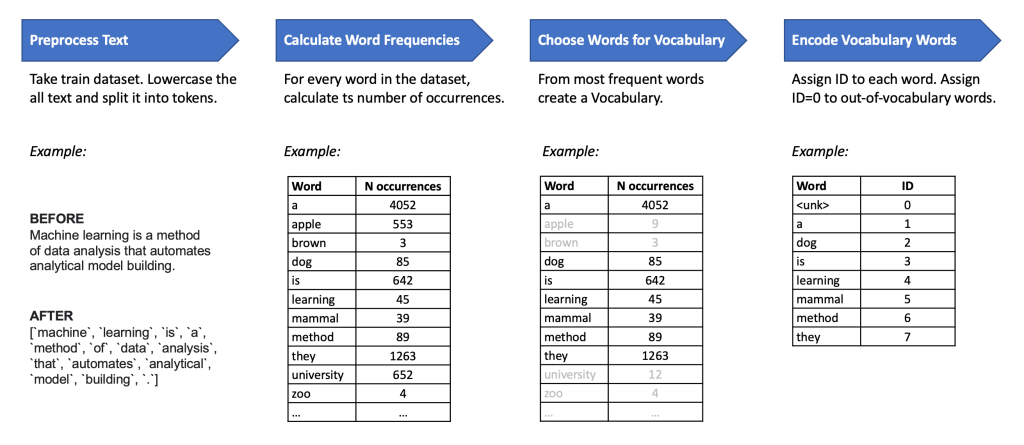 Preprocess Text
Take train dataset. Lowercase the
all text and split it into tokens.
Example:
BEFORE
Machine learning is a method
of data analysis that automates
analytical model building.
AFTER
[`machine`, `learning`, `is`, `a`,
`method`, `of`, `data`, `analysis`,
`that`, `automates`, `analytical`,
`model`, `building`, `.`]
Calculate Word Frequencies
For every word in the dataset,
calculate ts number of occurrences.
Example:
Word N occurrences
a 4052
apple 553
brown 3
dog 85
is 642
learning 45
mammal 39
method 89
they 1263
university 652
zoo 4
... ...
Choose Words for Vocabulary
From most frequent words
create a Vocabulary.
Example:
Word N occurrences
a 4052
apple 9
brown 3
dog 85
is 642
learning 45
mammal 39
method 89
they 1263
university 12
zoo 4
... ...
Encode Vocabulary Words
Assign ID to each word. Assign
ID=0 to out-of-vocabulary words.
Example:
Word ID
<unk> 0
a 1
dog 2
is 3
learning 4
mammal 5
method 6
they 7